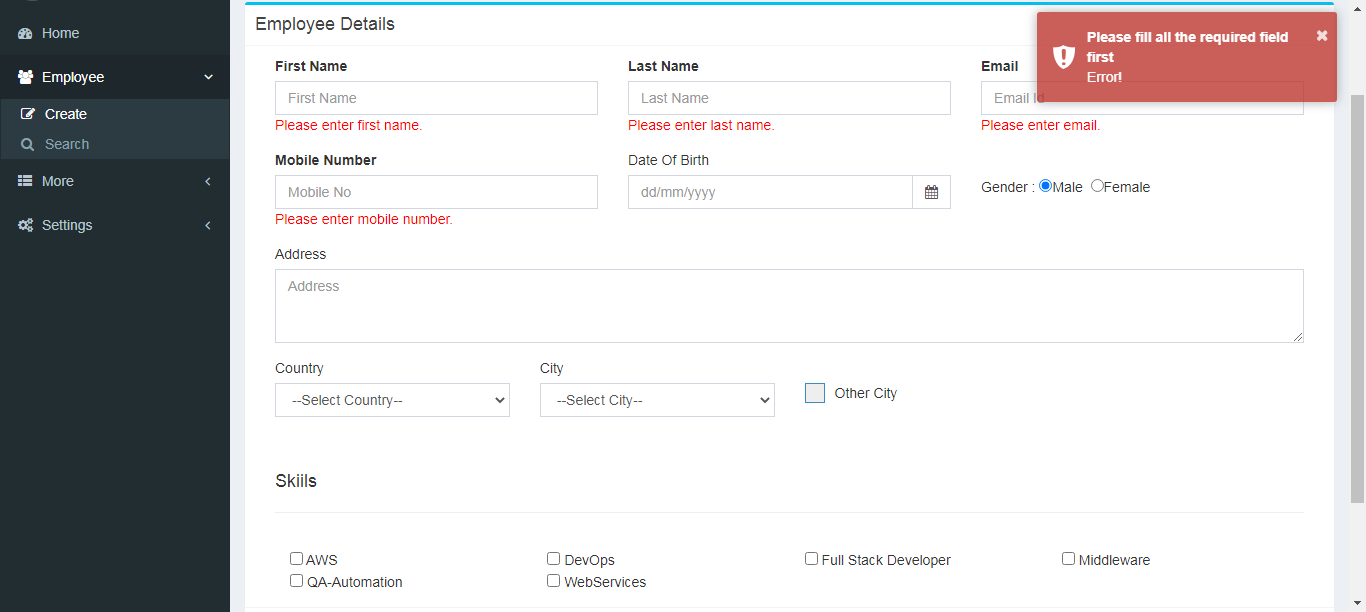 Home
Employee
Create
Search
More
Settings
Employee Details
Please fill all the required field
first
Error!
First Name
Last Name
Email
First Name
Last Name
Email Id
Please enter first name.
Please enter last name.
Please enter email.
Mobile Number
Date Of Birth
Mobile No
dd/mm/yyyy
Gender : Male Female
Please enter mobile number.
Address
Address
Country
City
--Select Country--
--Select City--
Other City
Skiils
AWS
DevOps
Full Stack Developer
Middleware
QA-Automation
WebServices